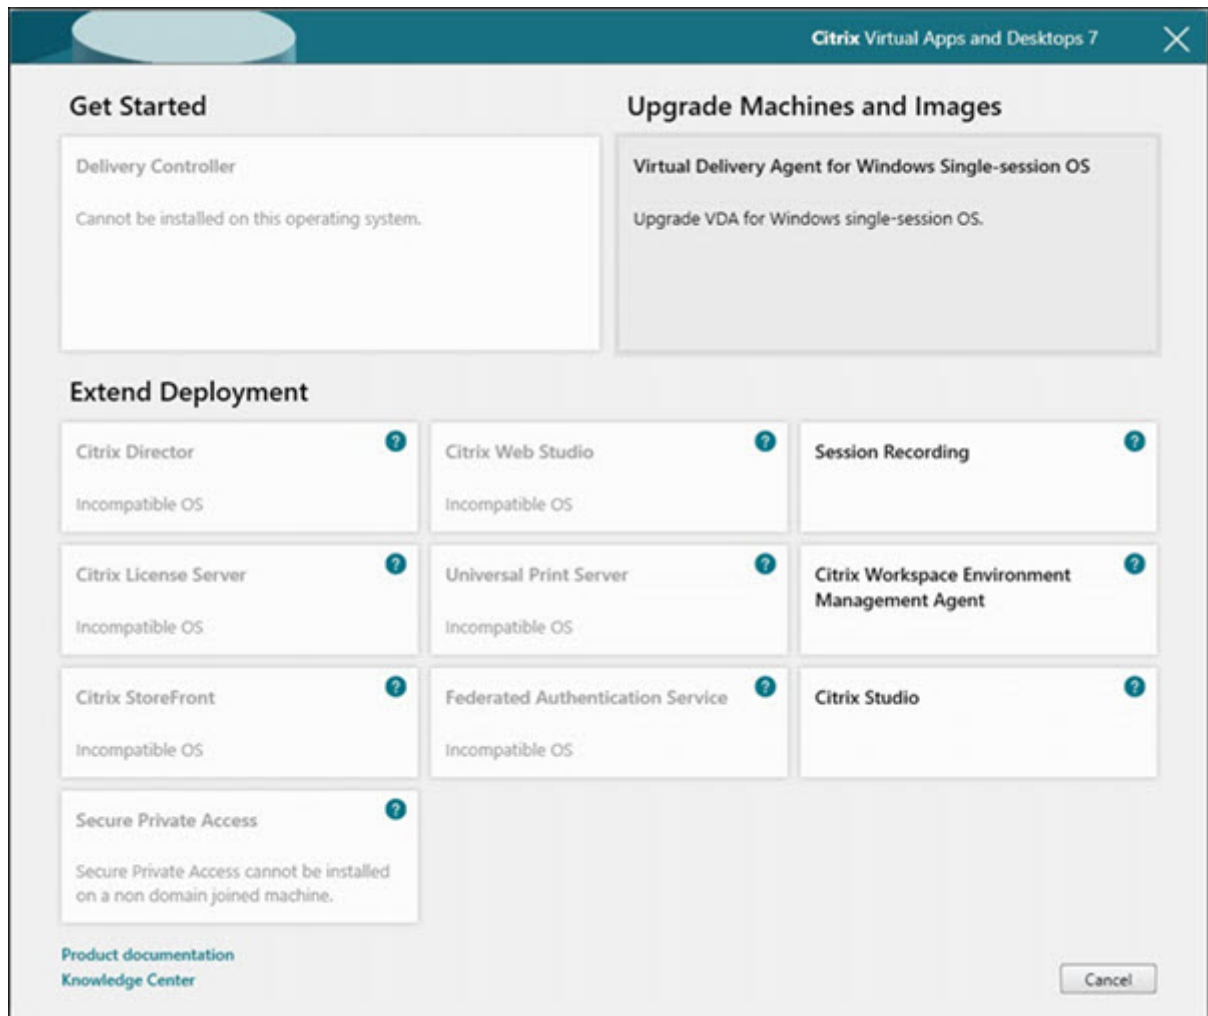 Citrix Virtual Apps and Desktops 7
Get Started
Delivery Controller
Cannot be installed on this operating system.
Upgrade Machines and Images
Virtual Delivery Agent for Windows Single-session OS
Upgrade VDA for Windows single-session OS.
Extend Deployment
Citrix Director
?
Incompatible OS
Citrix Web Studio
?
Incompatible OS
Session Recording
?
Citrix License Server
?
Incompatible OS
Universal Print Server
?
Incompatible OS
Citrix Workspace Environment
Management Agent
?
Citrix StoreFront
?
Incompatible OS
Federated Authentication Service
?
Incompatible OS
Citrix Studio
?
Secure Private Access
?
Secure Private Access cannot be installed
on a non domain joined machine.
Product documentation
Knowledge Center
Cancel